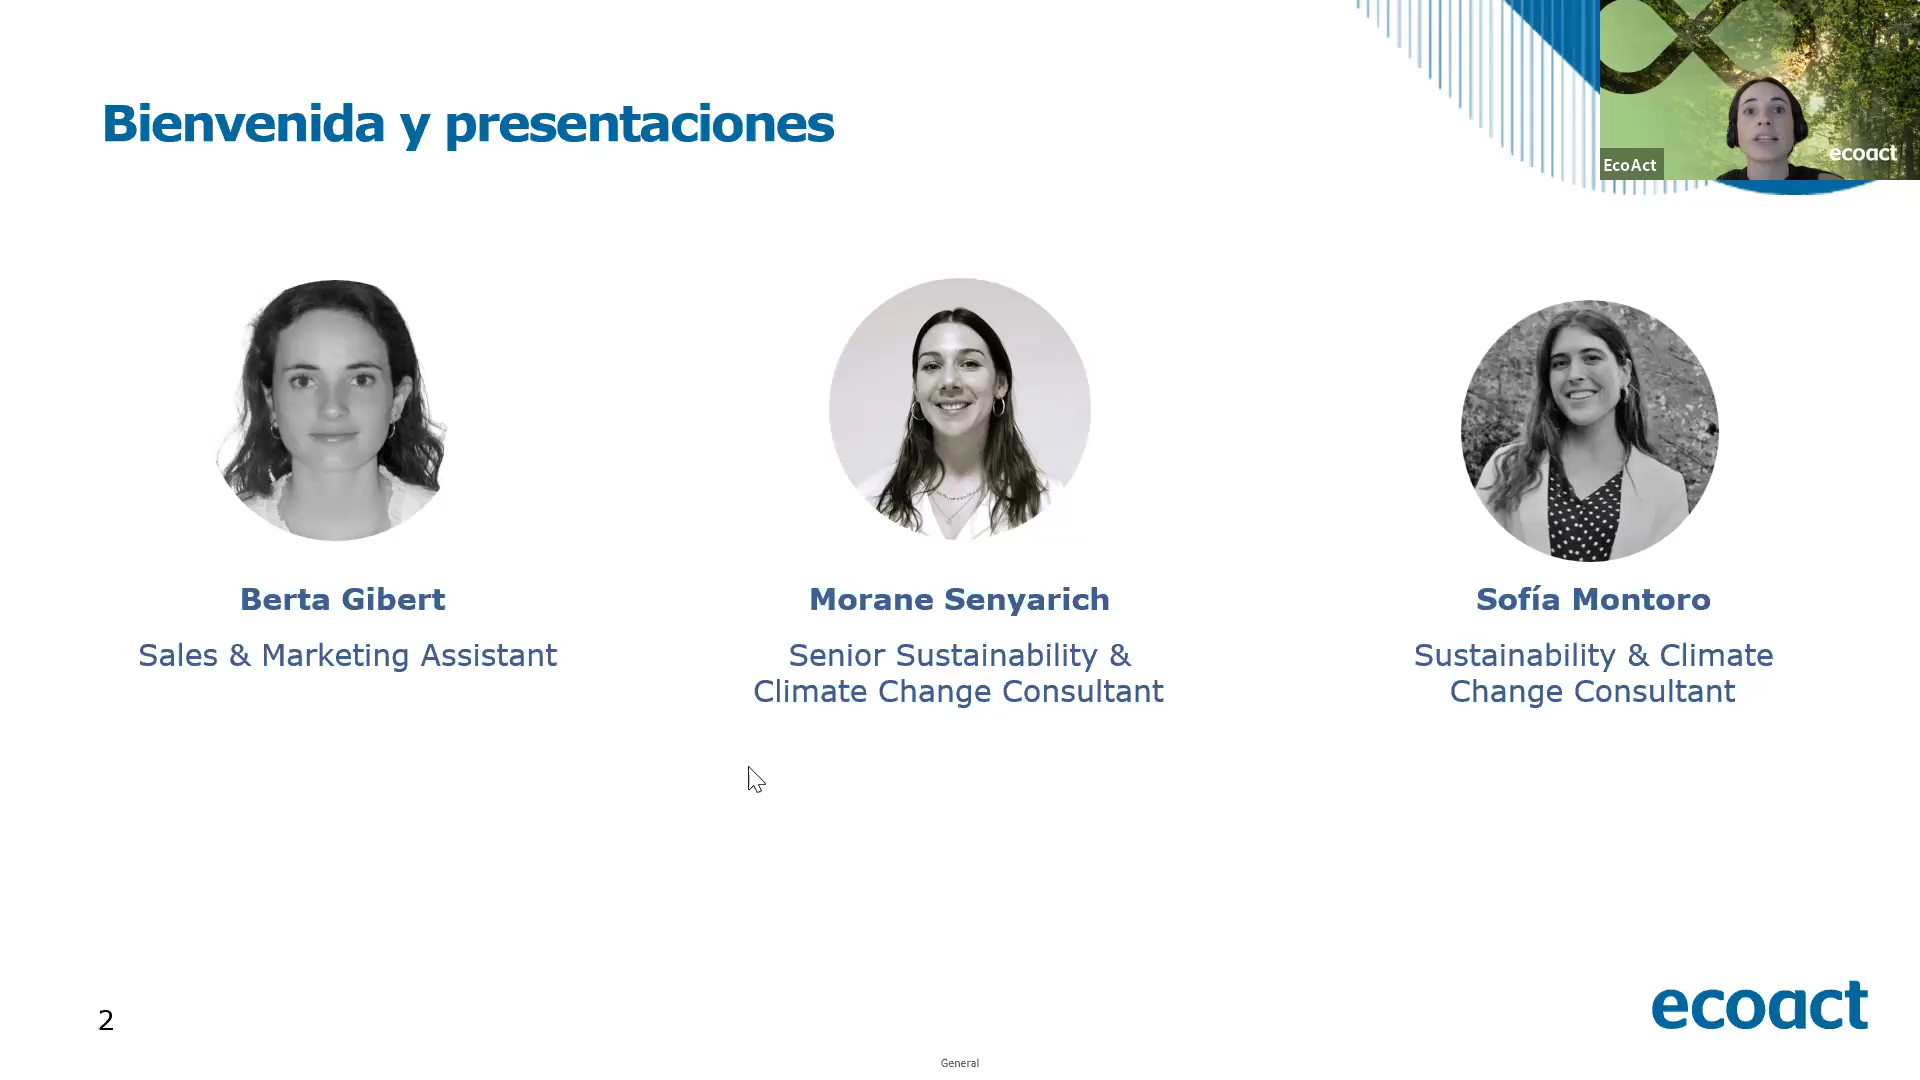 Bienvenida y presentaciones
EcoAct
ecoact
Berta Gibert
Sales & Marketing Assistant
Morane Senyarich
Senior Sustainability &
Climate Change Consultant
Sofía Montoro
Sustainability & Climate
Change Consultant
2
ecoact
General